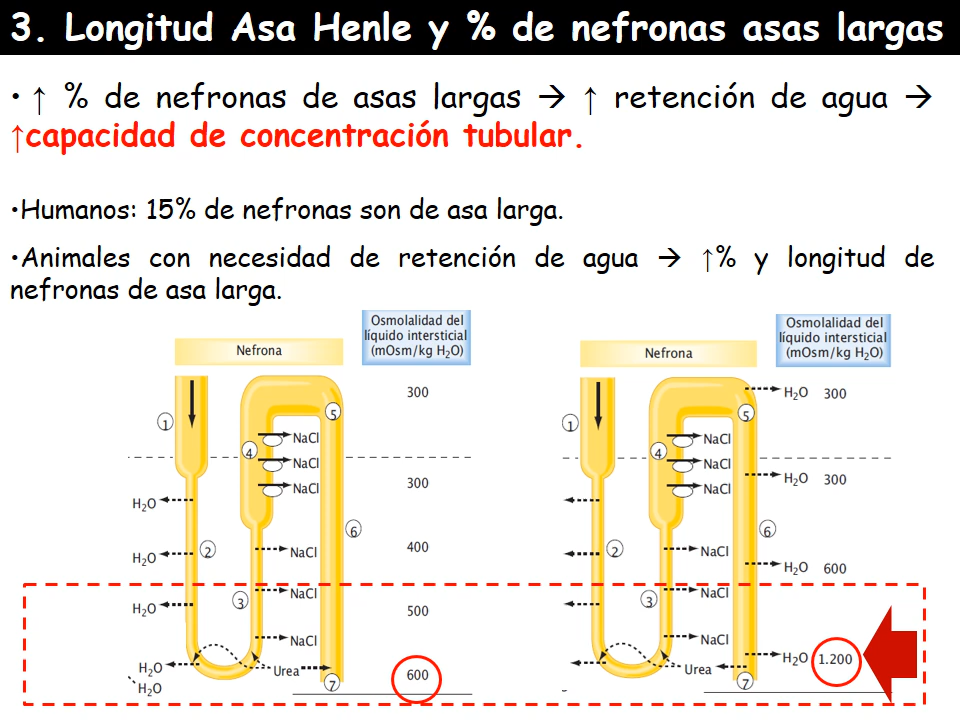 3. Longitud Asa Henle y % de nefronas asas largas
• ↑ % de nefronas de asas largas → ↑ retención de agua →
↑capacidad de concentración tubular.
•Humanos: 15% de nefronas son de asa larga.
•Animales con necesidad de retención de agua → ↑% y longitud de
nefronas de asa larga.
Nefrona
Osmolalidad del
líquido intersticial
(mOsm/kg H₂O)
300
1
5
4
NaCl
NaCl
NaCl
300
H₂O
6
2
H₂O
NaCl
400
3
NaCl
H₂O
500
NaCl
H₂O
Urea
600
H₂O
7
Nefrona
Osmolalidad del
líquido intersticial
(mOsm/kg H₂O)
H₂O
300
1
5
4
NaCl
NaCl
NaCl
H₂O
300
6
2
NaCl
H₂O
600
3
NaCl
NaCl
H₂O
1.200
Urea
7